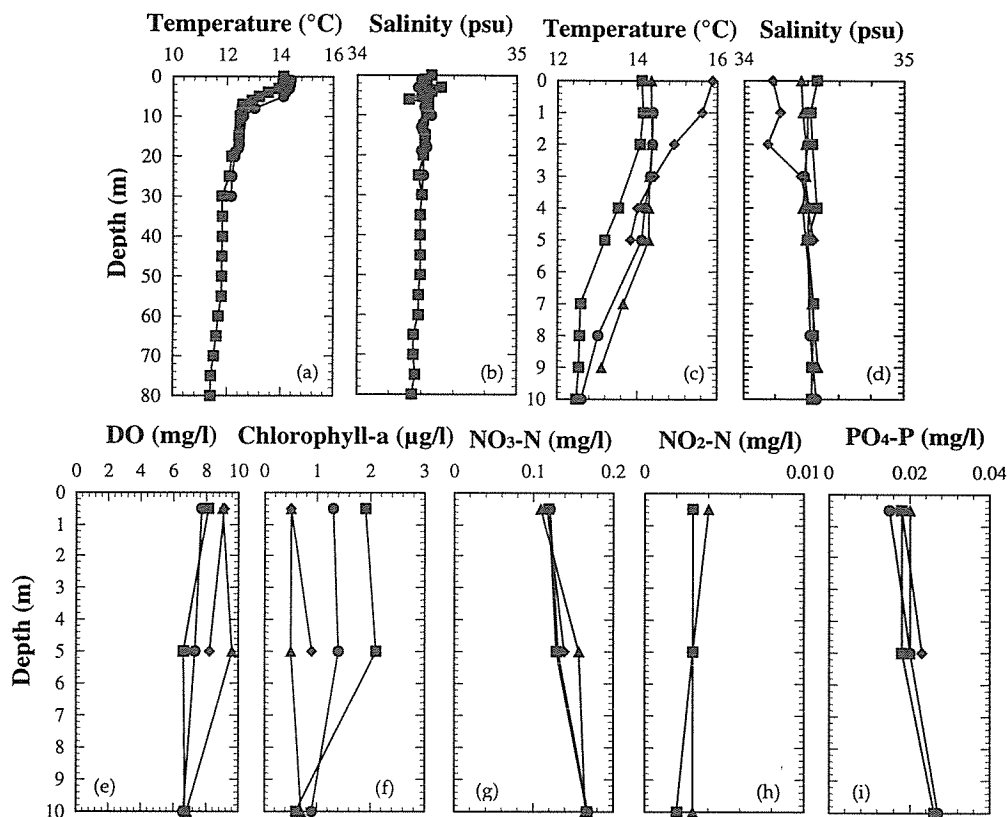 Temperature (°C)
Salinity (psu)
Temperature (°C)
Salinity (psu)
10 12 14 16
34 35
12 14 16
34 35
0
10
20
30
40
50
60
70
80
Depth (m)
0
1
2
3
4
5
6
7
8
9
10
(a)
(b)
(c)
(d)
DO (mg/l)
Chlorophyll-a (µg/l)
NO3-N (mg/l)
NO2-N (mg/l)
PO4-P (mg/l)
0 2 4 6 8 10
0 1 2 3
0 0.1 0.2
0 0.01
0 0.02 0.04
0
1
2
3
4
5
6
7
8
9
10
Depth (m)
(e)
(f)
(g)
(h)
(i)